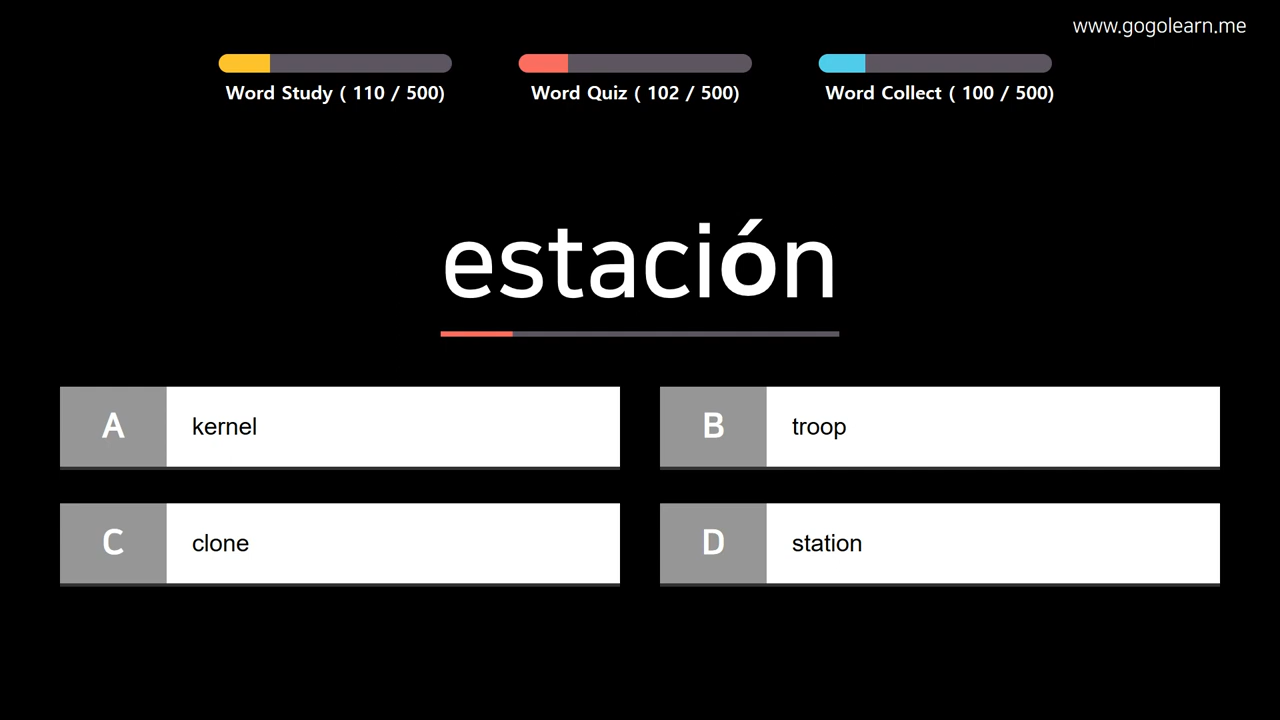 www.gogolearn.me
Word Study ( 110 / 500)
Word Quiz ( 102 / 500)
Word Collect ( 100 / 500)
estación
A kernel
B troop
C clone
D station